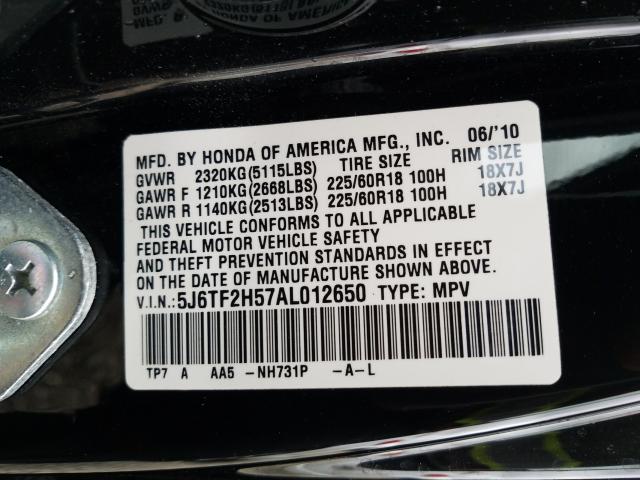 MFD. BY HONDA OF AMERICA MFG., INC. 06/'10
GVWR 2320KG(5115LBS) TIRE SIZE RIM SIZE
GAWR F 1210KG(2668LBS) 225/60R18 100H 18X7J
GAWR R 1140KG(2513LBS) 225/60R18 100H 18X7J
THIS VEHICLE CONFORMS TO ALL APPLICABLE
FEDERAL MOTOR VEHICLE SAFETY
AND THEFT PREVENTION STANDARDS IN EFFECT
ON THE DATE OF MANUFACTURE SHOWN ABOVE.
V.I.N.: 5J6TF2H57AL012650 TYPE: MPV
TP7 A AA5 -NH731P -A-L